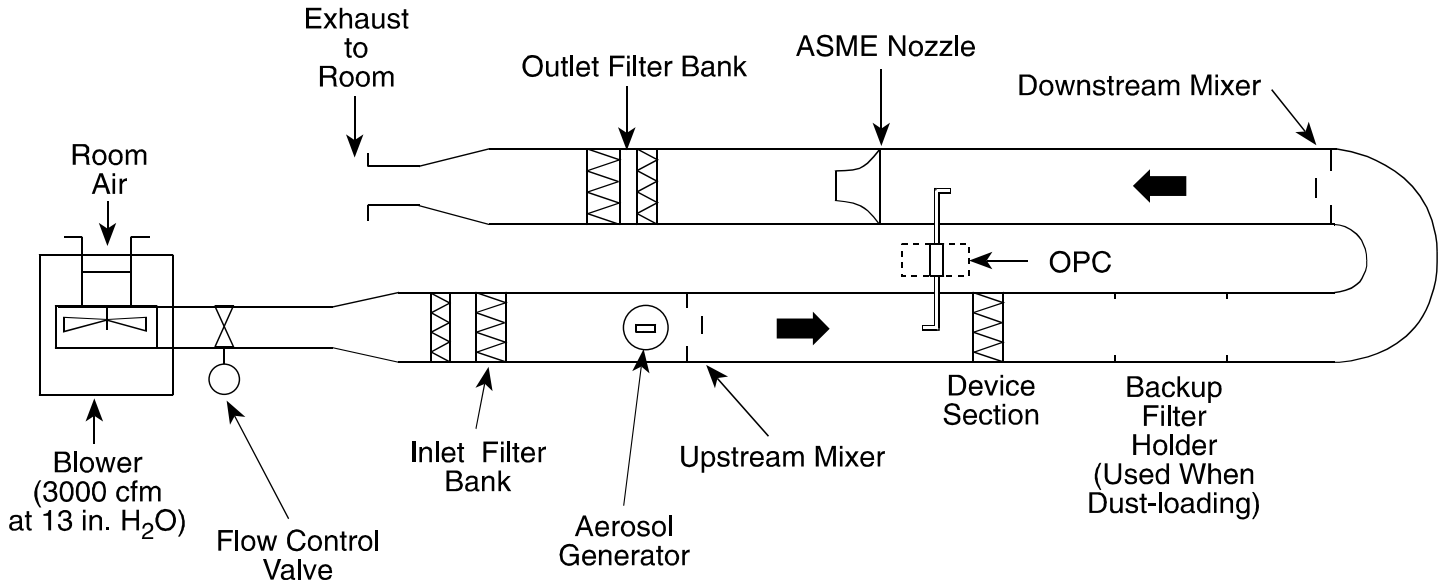 Exhaust
to
Room
Outlet Filter Bank
ASME Nozzle
Downstream Mixer
Room
Air
OPC
Blower
(3000 cfm
at 13 in. H₂O)
Flow Control
Valve
Inlet Filter
Bank
Aerosol
Generator
Upstream Mixer
Device
Section
Backup
Filter
Holder
(Used When
Dust-loading)